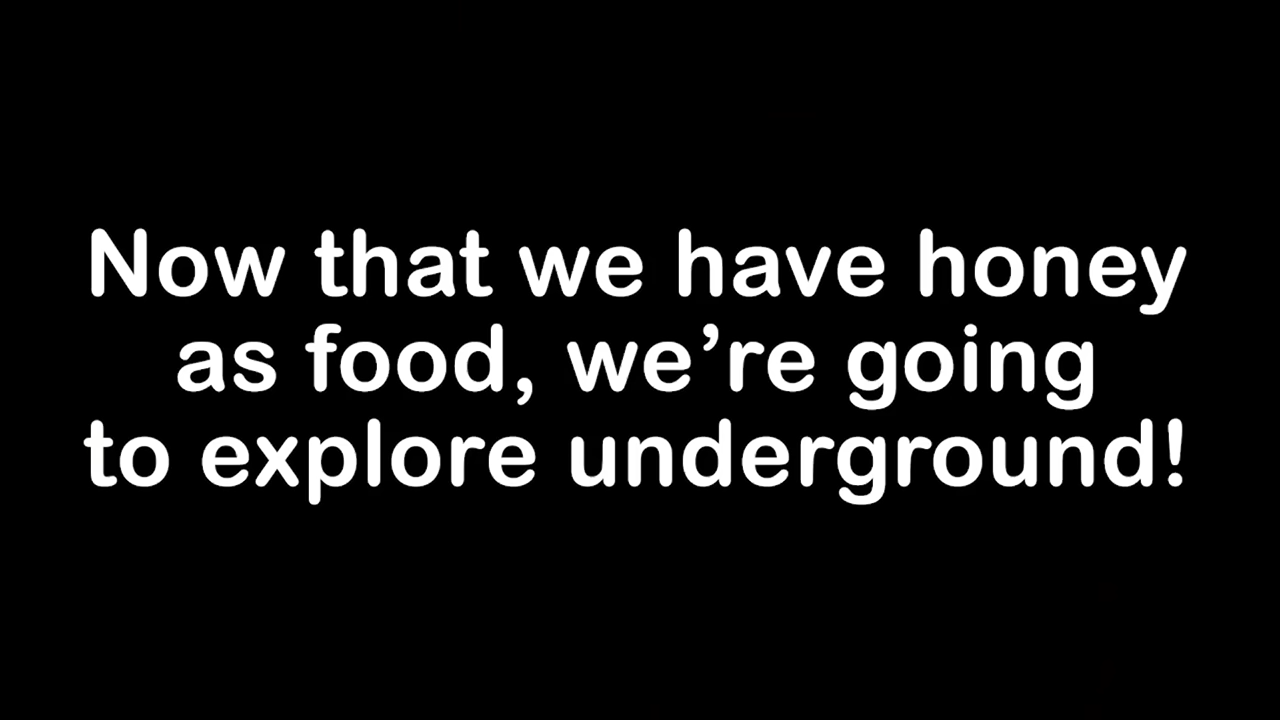 Now that we have honey
as food, we’re going
to explore underground!